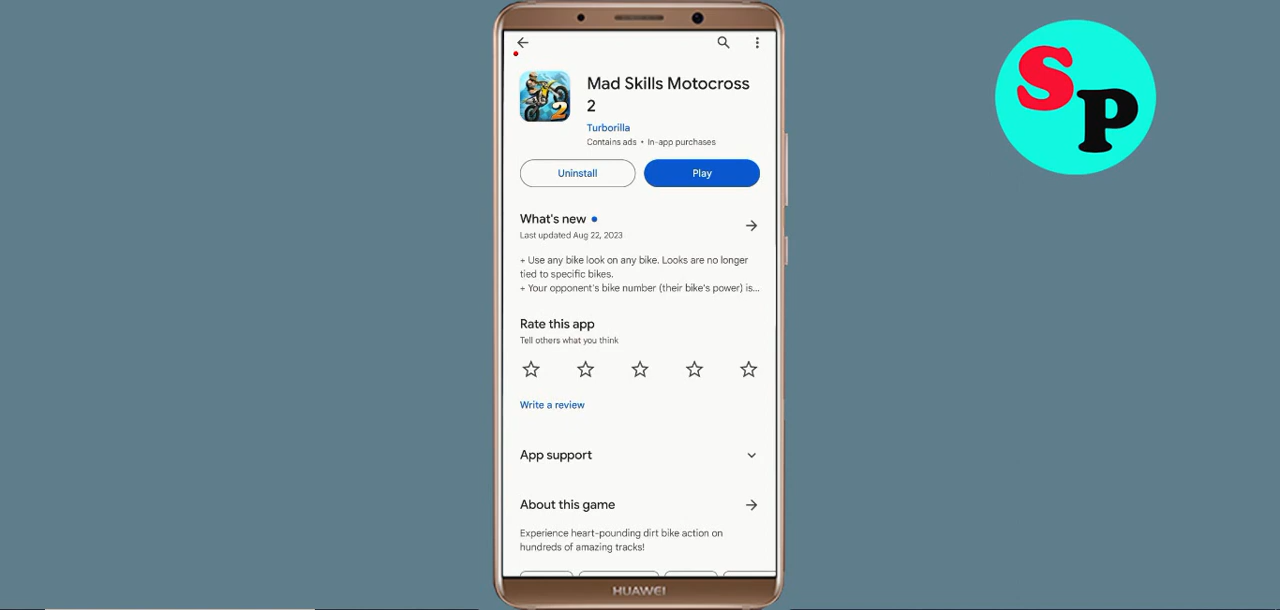 Mad Skills Motocross
2
Turborilla
Contains ads • In-app purchases
Uninstall
Play
What's new
Last updated Aug 22, 2023
+ Use any bike look on any bike. Looks are no longer
tied to specific bikes.
+ Your opponent's bike number (their bike's power) is...
Rate this app
Tell others what you think
Write a review
App support
About this game
Experience heart-pounding dirt bike action on
hundreds of amazing tracks!
HUAWEI
SP
2